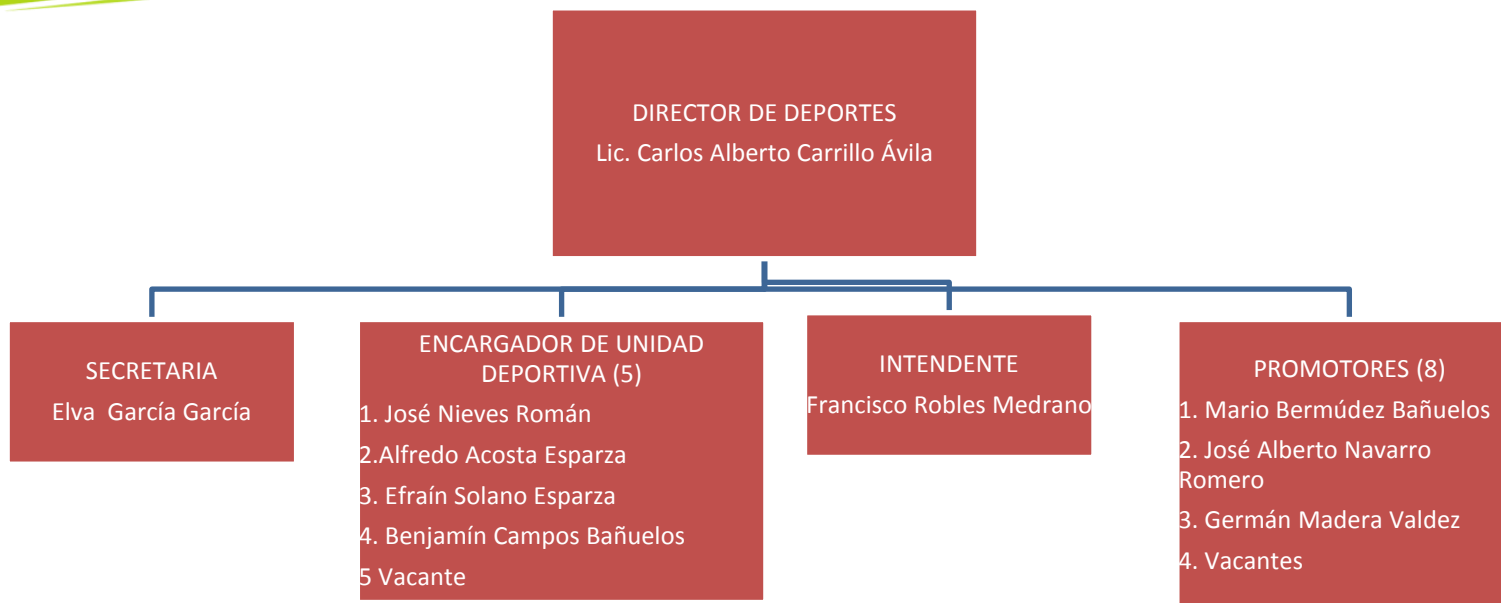 DIRECTOR DE DEPORTES
Lic. Carlos Alberto Carrillo Ávila
SECRETARIA
Elva García García
ENCARGADOR DE UNIDAD
DEPORTIVA (5)
1. José Nieves Román
2.Alfredo Acosta Esparza
3. Efraín Solano Esparza
4. Benjamín Campos Bañuelos
5 Vacante
INTENDENTE
Francisco Robles Medrano
PROMOTORES (8)
1. Mario Bermúdez Bañuelos
2. José Alberto Navarro
Romero
3. Germán Madera Valdez
4. Vacantes